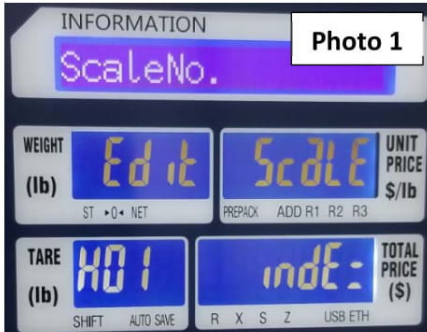 INFORMATION
Photo 1
ScaleNo.
WEIGHT (lb)
Edit
ST ►0◄ NET
ScaLE
UNIT PRICE $/lb
PREPACK ADD R1 R2 R3
TARE (lb)
H01
SHIFT AUTO SAVE
indE:
TOTAL PRICE ($)
R X S Z USB ETH